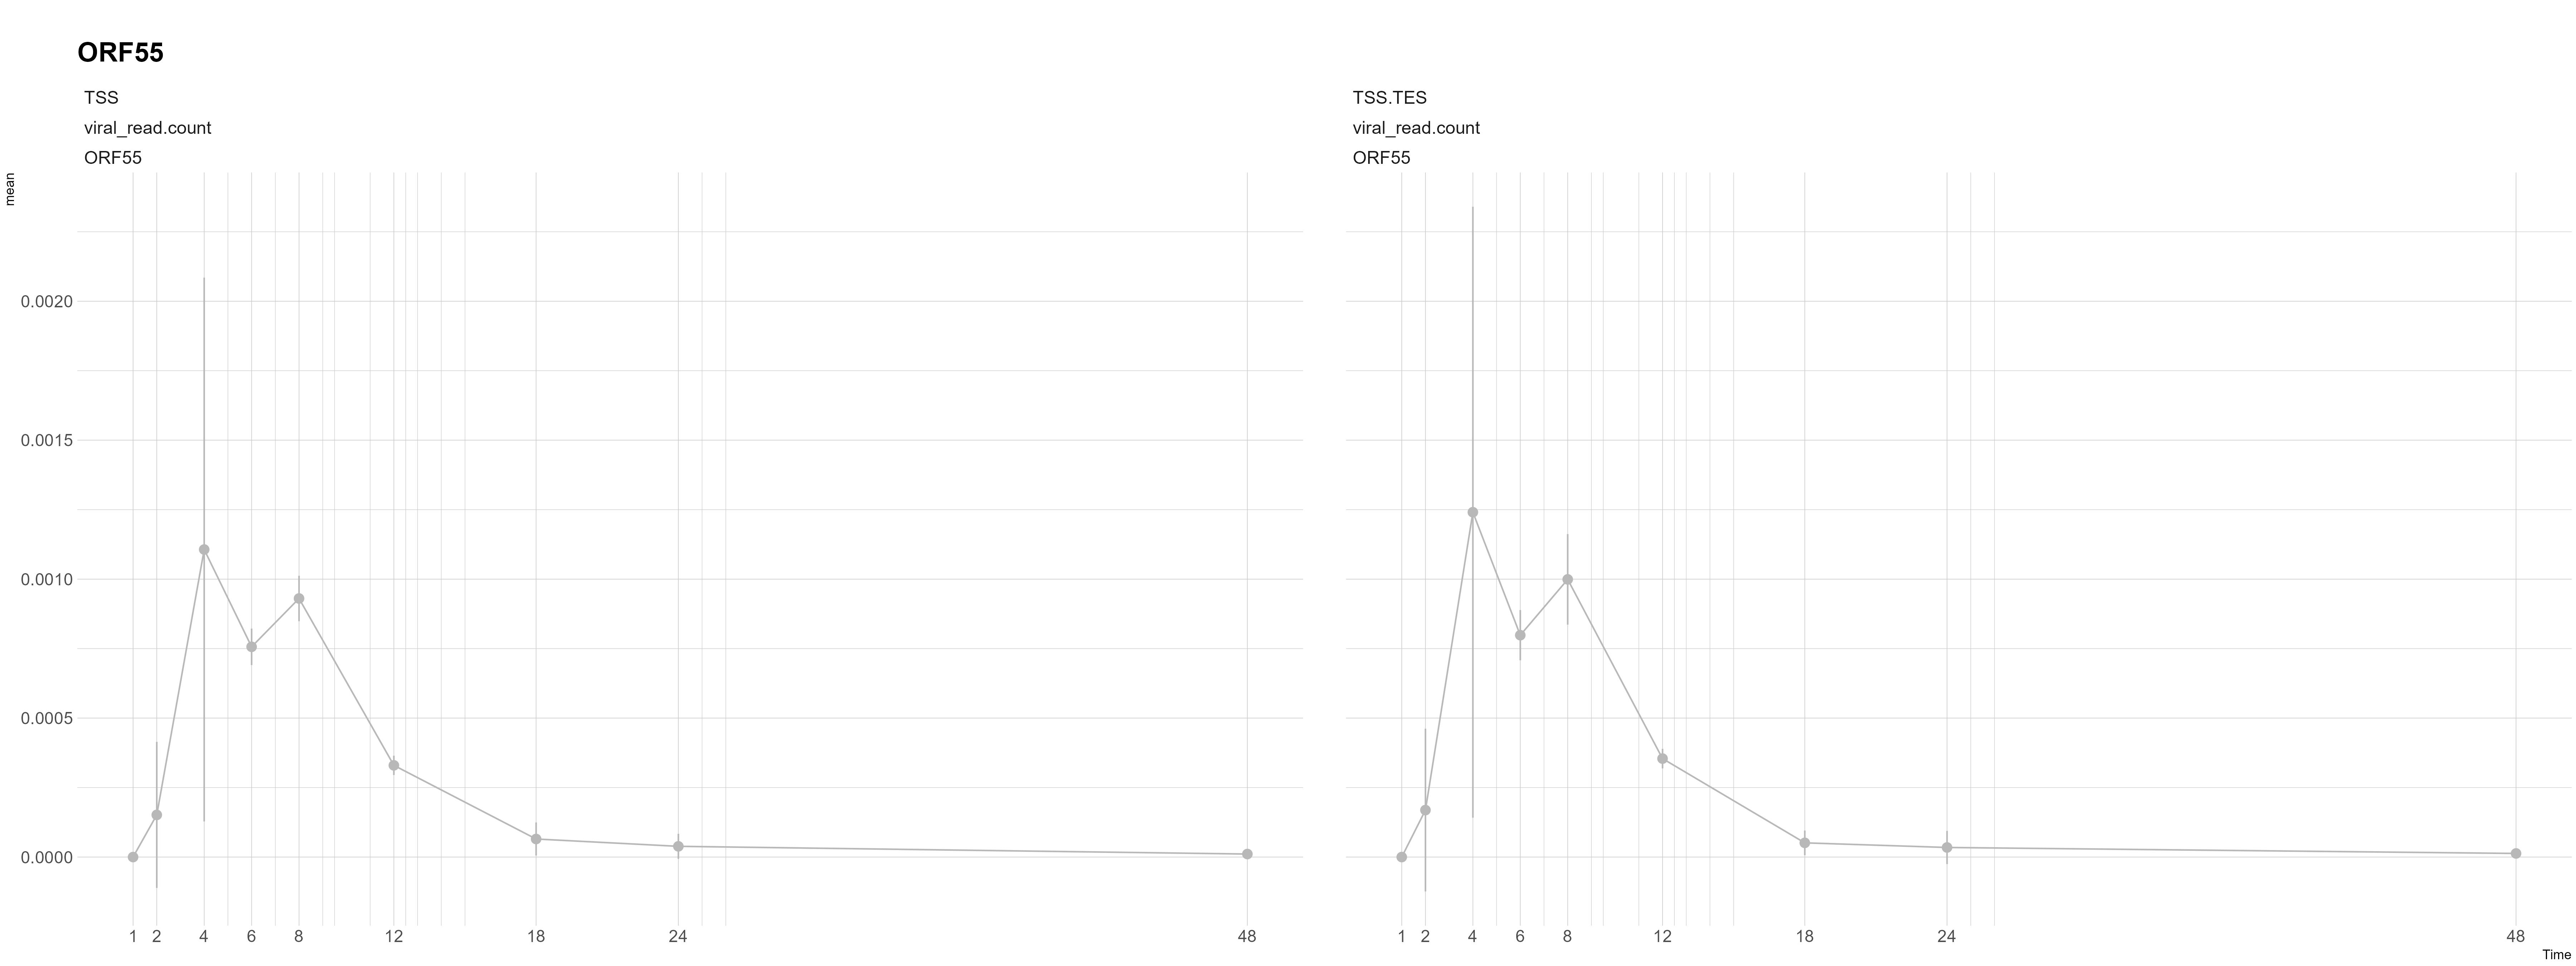 ORF55
TSS
viral_read.count
ORF55
TSS.TES
viral_read.count
ORF55
mean
0.0020
0.0015
0.0010
0.0005
0.0000
1 2 4 6 8 12 18 24 48
1 2 4 6 8 12 18 24 48
Time